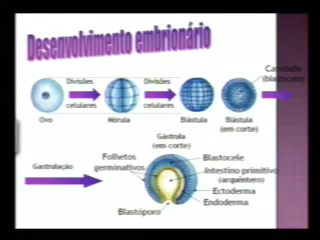 Desenvolvimento embrionário
Cavidade
(blastocele)
Divisões
celulares
Divisões
celulares
Ovo
Mórula
Blástula
Blástula
(em corte)
Gastrulação
Gástrula
(em corte)
Folhetos
germinativos
Blastocele
Intestino primitivo
(arquêntero)
Ectoderma
Endoderma
Blastóporo